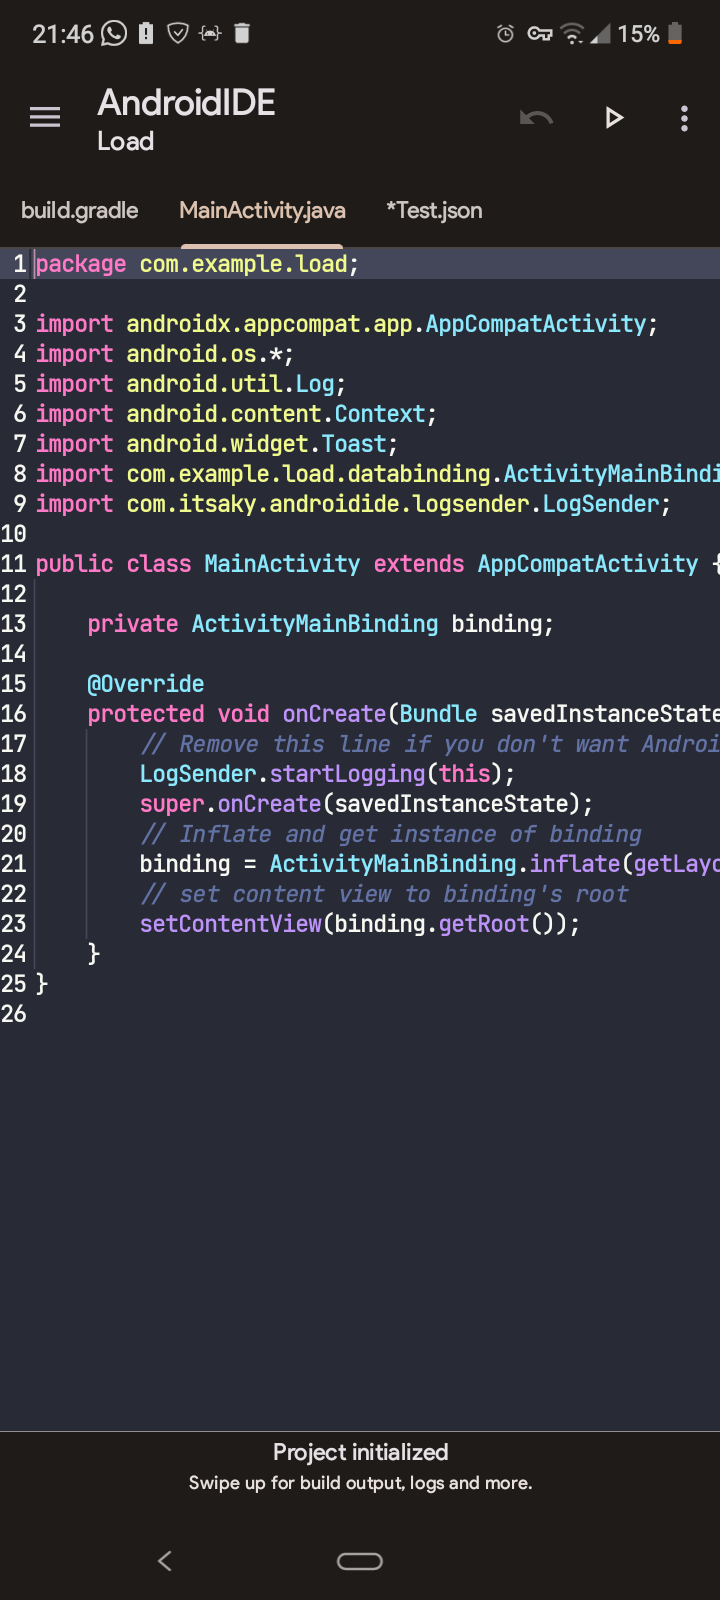 21:46 15%
AndroidIDE
Load
build.gradle MainActivity.java *Test.json
1 package com.example.load;
2
3 import androidx.appcompat.app.AppCompatActivity;
4 import android.os.*;
5 import android.util.Log;
6 import android.content.Context;
7 import android.widget.Toast;
8 import com.example.load.databinding.ActivityMainBindi
9 import com.itsaky.androidide.logsender.LogSender;
10
11 public class MainActivity extends AppCompatActivity {
12
13 private ActivityMainBinding binding;
14
15 @Override
16 protected void onCreate(Bundle savedInstanceState
17 // Remove this line if you don't want Androi
18 LogSender.startLogging(this);
19 super.onCreate(savedInstanceState);
20 // Inflate and get instance of binding
21 binding = ActivityMainBinding.inflate(getLayo
22 // set content view to binding's root
23 setContentView(binding.getRoot());
24 }
25 }
26
Project initialized
Swipe up for build output, logs and more.